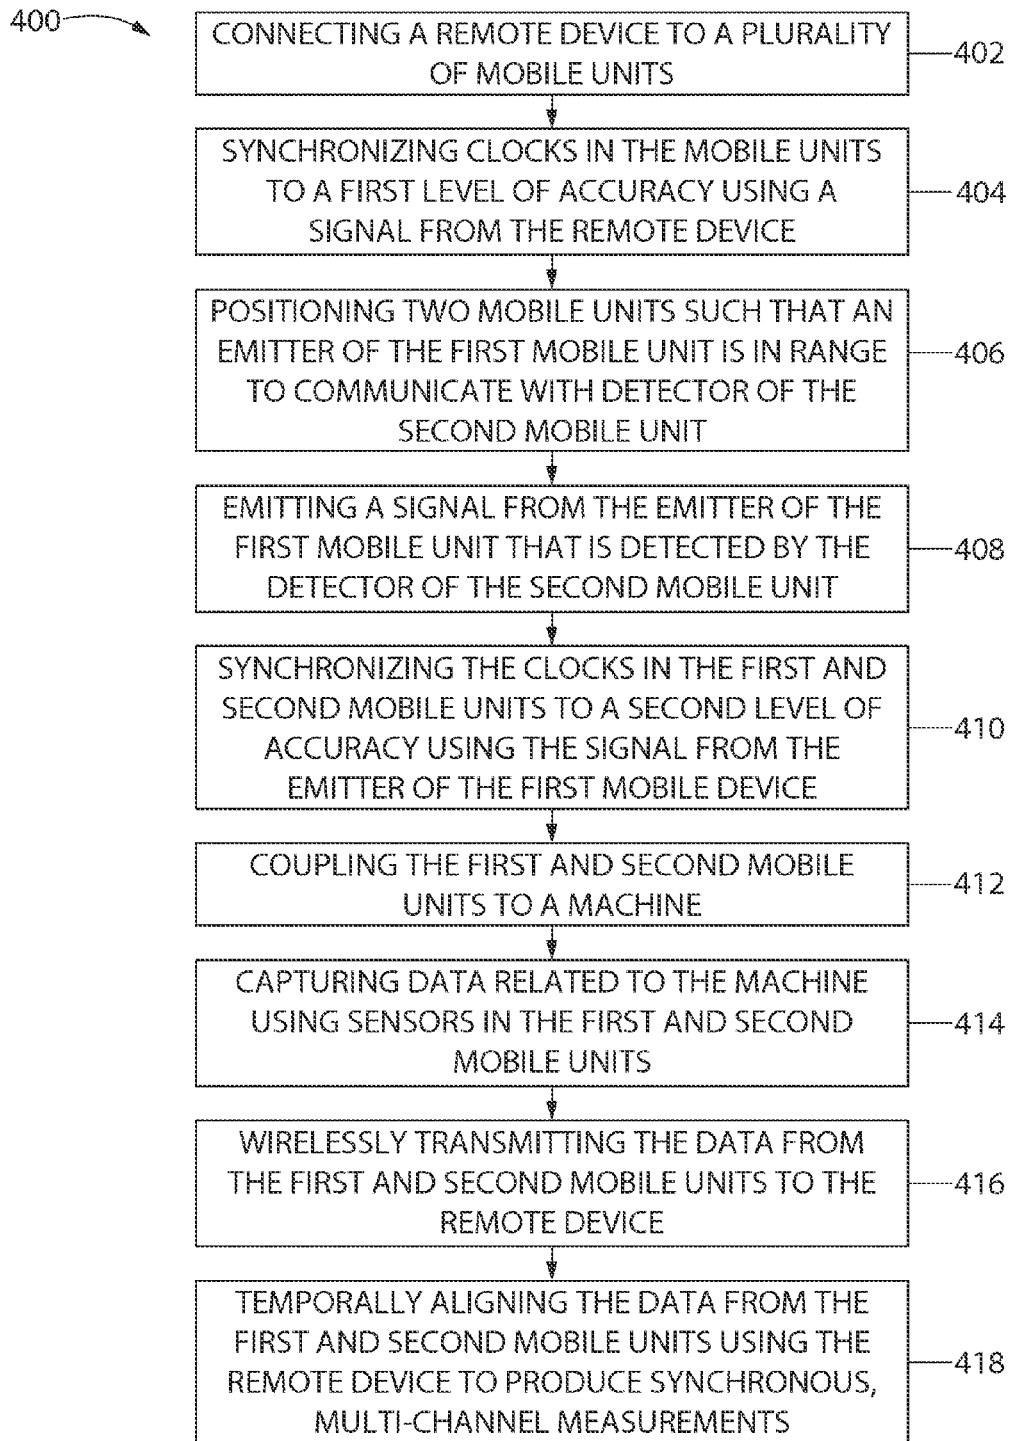 400
CONNECTING A REMOTE DEVICE TO A PLURALITY
OF MOBILE UNITS
402
SYNCHRONIZING CLOCKS IN THE MOBILE UNITS
TO A FIRST LEVEL OF ACCURACY USING A
SIGNAL FROM THE REMOTE DEVICE
404
POSITIONING TWO MOBILE UNITS SUCH THAT AN
EMITTER OF THE FIRST MOBILE UNIT IS IN RANGE
TO COMMUNICATE WITH DETECTOR OF THE
SECOND MOBILE UNIT
406
EMITTING A SIGNAL FROM THE EMITTER OF THE
FIRST MOBILE UNIT THAT IS DETECTED BY THE
DETECTOR OF THE SECOND MOBILE UNIT
408
SYNCHRONIZING THE CLOCKS IN THE FIRST AND
SECOND MOBILE UNITS TO A SECOND LEVEL OF
ACCURACY USING THE SIGNAL FROM THE
EMITTER OF THE FIRST MOBILE DEVICE
410
COUPLING THE FIRST AND SECOND MOBILE
UNITS TO A MACHINE
412
CAPTURING DATA RELATED TO THE MACHINE
USING SENSORS IN THE FIRST AND SECOND
MOBILE UNITS
414
WIRELESSLY TRANSMITTING THE DATA FROM
THE FIRST AND SECOND MOBILE UNITS TO THE
REMOTE DEVICE
416
TEMPORALLY ALIGNING THE DATA FROM THE
FIRST AND SECOND MOBILE UNITS USING THE
REMOTE DEVICE TO PRODUCE SYNCHRONOUS,
MULTI-CHANNEL MEASUREMENTS
418